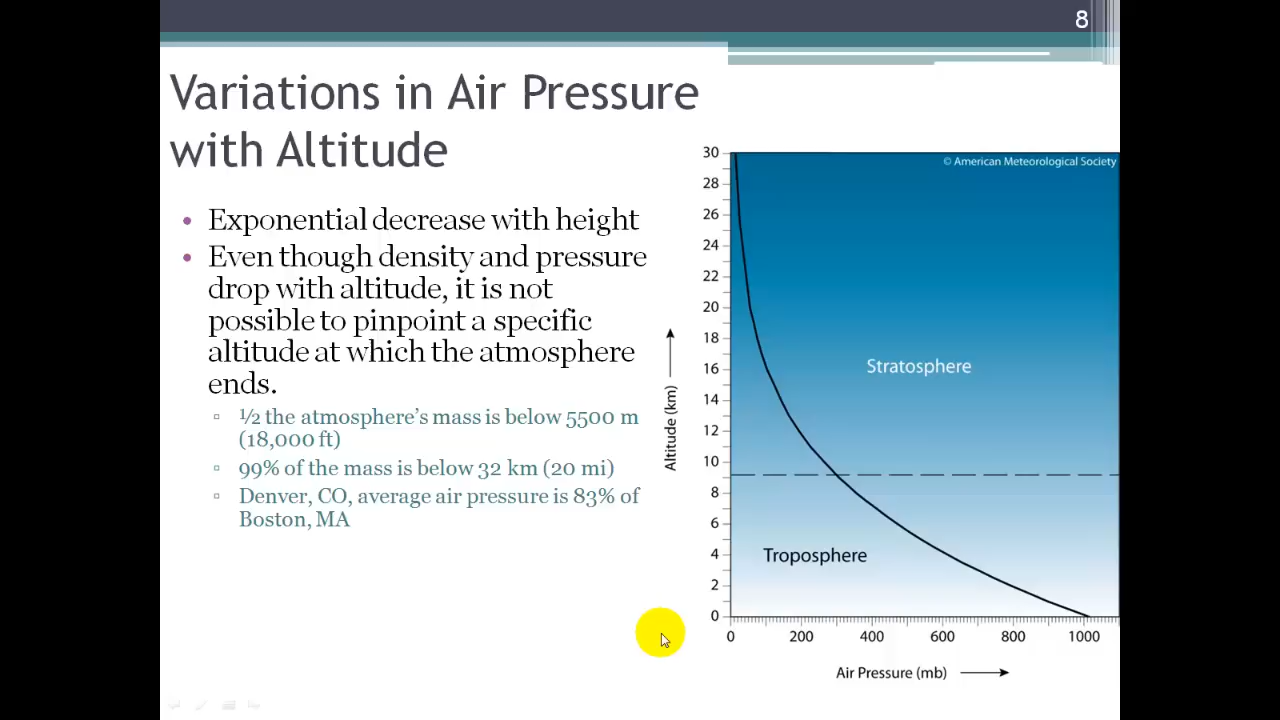 8
Variations in Air Pressure
with Altitude
• Exponential decrease with height
• Even though density and pressure
drop with altitude, it is not
possible to pinpoint a specific
altitude at which the atmosphere
ends.
▫ ½ the atmosphere's mass is below 5500 m
(18,000 ft)
▫ 99% of the mass is below 32 km (20 mi)
▫ Denver, CO, average air pressure is 83% of
Boston, MA
© American Meteorological Society
30
28
26
24
22
20
18
16
14
12
10
8
6
4
2
0
Altitude (km)
Stratosphere
Troposphere
0 200 400 600 800 1000
Air Pressure (mb)